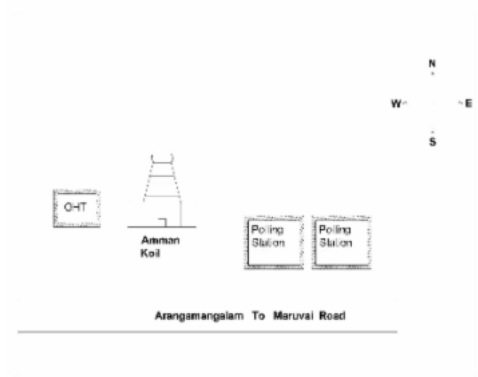 N
W E
S
OHT
Amman
Koil
Polling
Station
Polling
Station
Arangamangalam To Maruvai Road